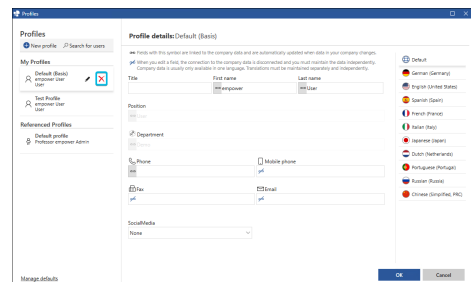 Profiles
Profiles
New profile
Search for users
My Profiles
Default (Basis)
empower User
User
Test Profile
empower User
User
Referenced Profiles
Default profile
Professor empower Admin
Manage defaults
Profile details: Default (Basis)
Fields with this symbol are linked to the company data and are automatically updated when data in your company changes.
When you edit a field, the connection to the company data is disconnected and you must maintain the data independently.
Company data is usually only available in one language. Translations must be maintained separately and independently.
Title
First name
Last name
empower
User
Position
Department
Phone
Mobile phone
Fax
Email
SocialMedia
None
Default
German (Germany)
English (United States)
Spanish (Spain)
French (France)
Italian (Italy)
Japanese (Japan)
Dutch (Netherlands)
Portuguese (Portugal)
Russian (Russia)
Chinese (Simplified, PRC)
OK
Cancel